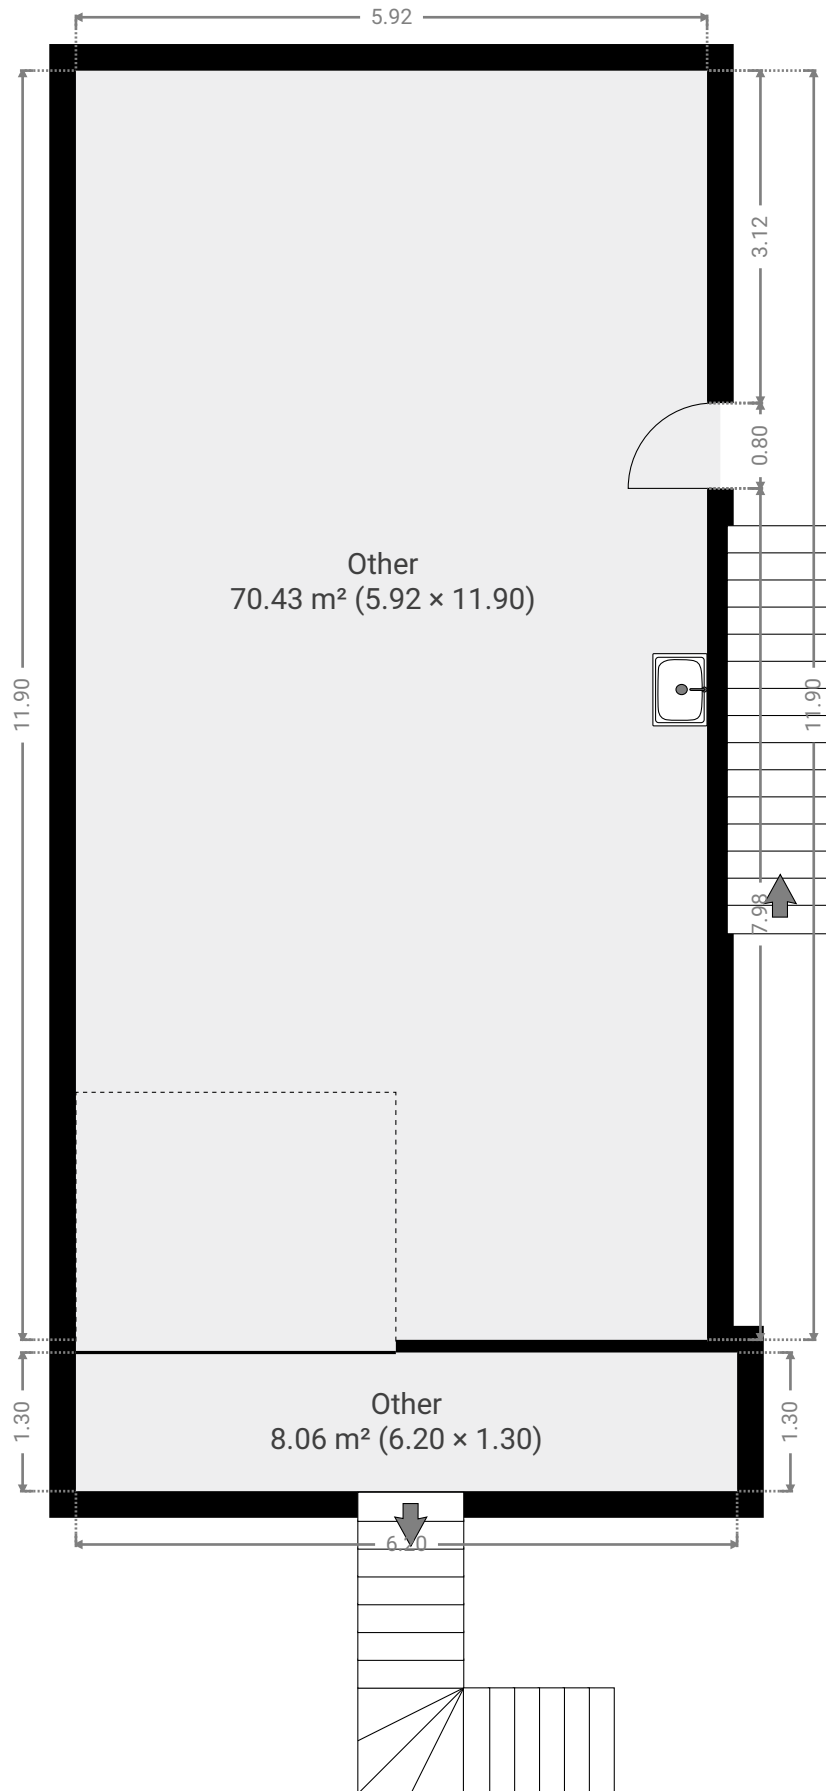 5.92
3.12
0.80
Other
70.43 m² (5.92 × 11.90)
11.90
11.90
7.98
Other
8.06 m² (6.20 × 1.30)
1.30
1.30
6.20